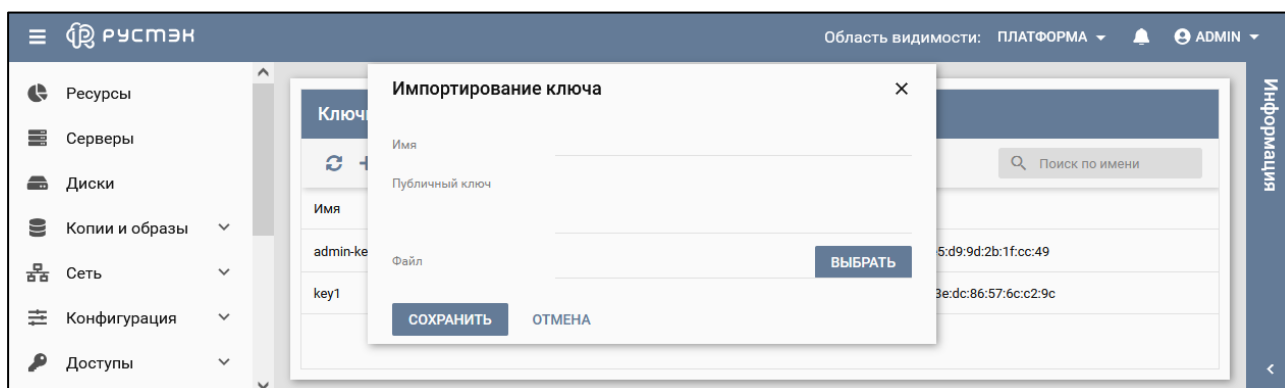 РУСТЭК
Область видимости: ПЛАТФОРМА
ADMIN
Ресурсы
Серверы
Диски
Копии и образы
Сеть
Конфигурация
Доступы
Импортирование ключа
Имя
Публичный ключ
Файл
ВЫБРАТЬ
СОХРАНИТЬ ОТМЕНА
Поиск по имени
Имя
5:d9:9d:2b:1f:cc:49
key1
3e:dc:86:57:6c:c2:9c
Информация